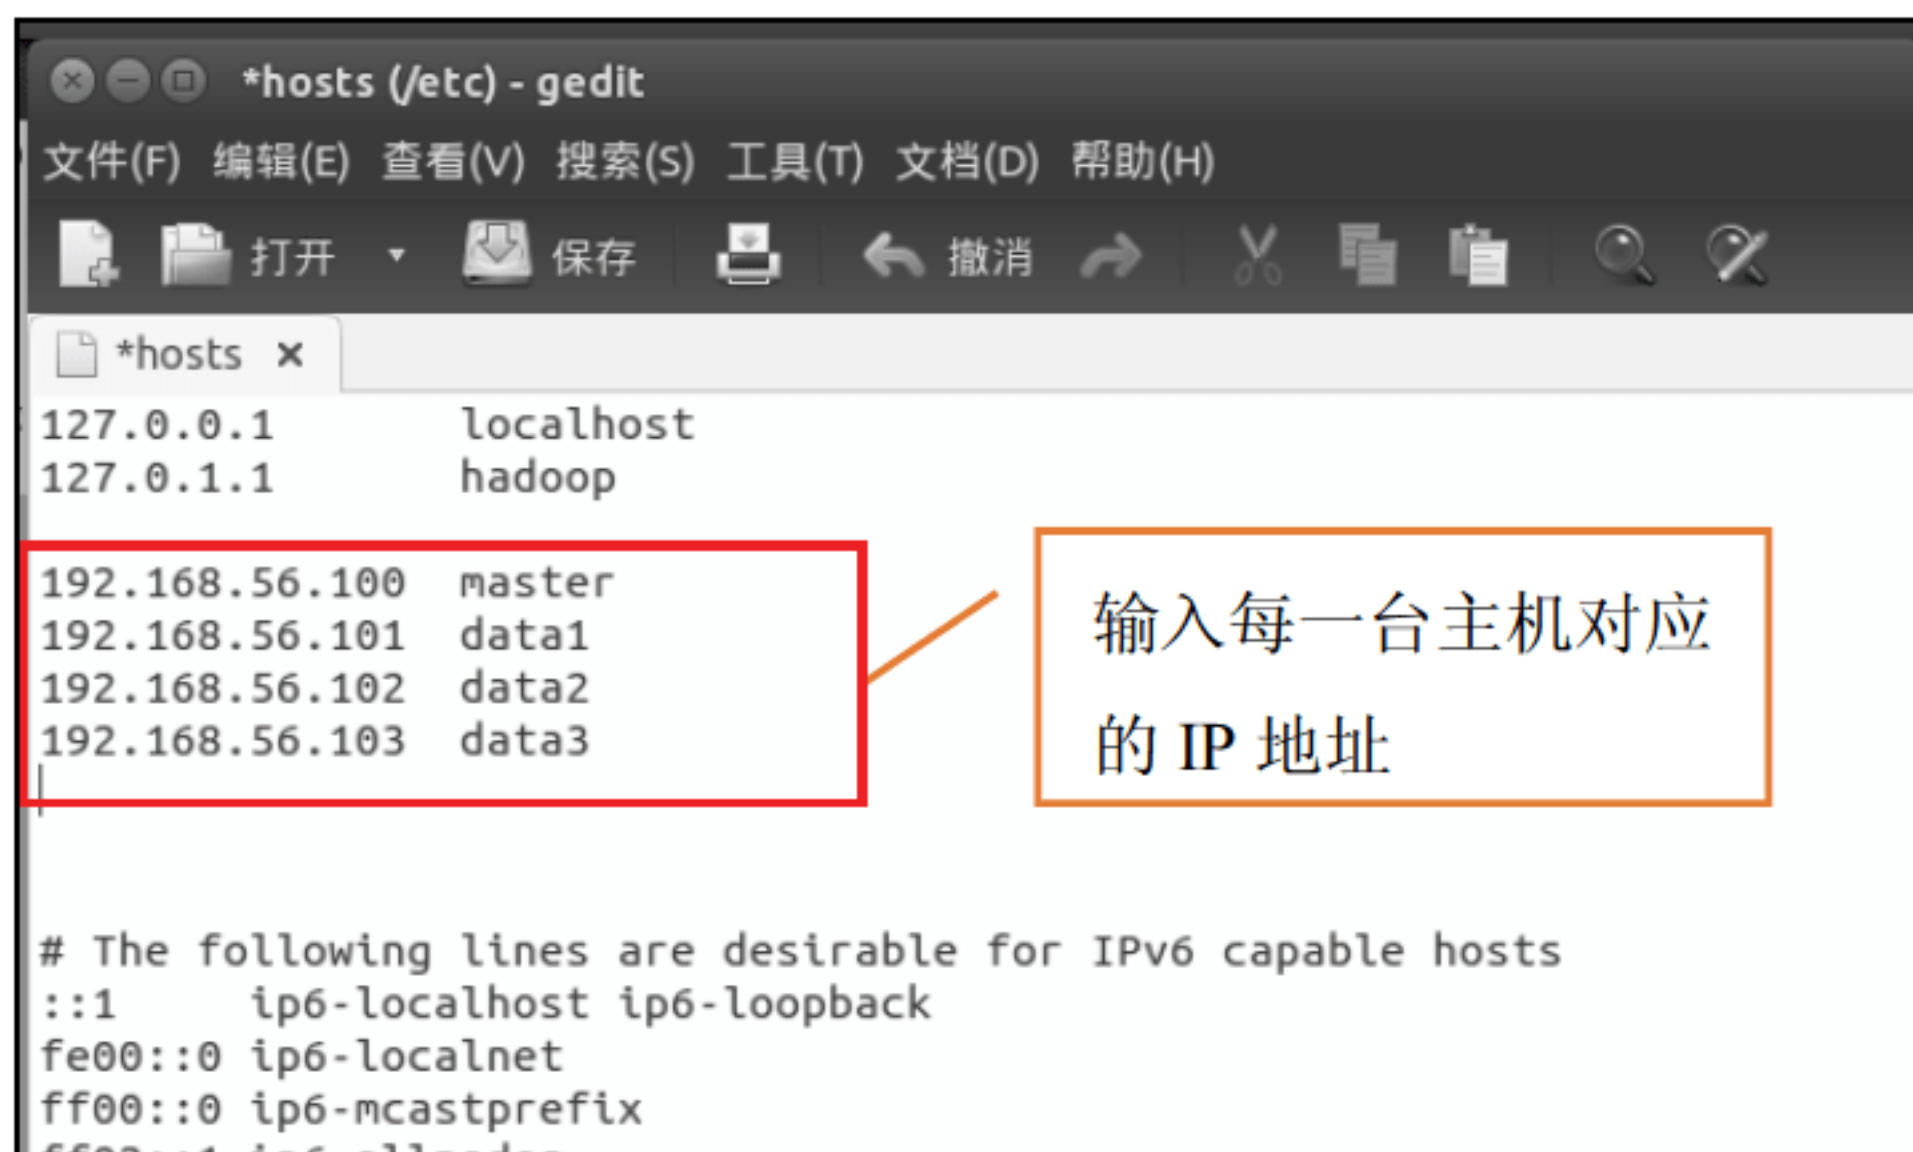 *hosts (/etc) - gedit
文件(F) 编辑(E) 查看(V) 搜索(S) 工具(T) 文档(D) 帮助(H)
打开 保存 撤消
*hosts
127.0.0.1 localhost
127.0.1.1 hadoop
192.168.56.100 master
192.168.56.101 data1
192.168.56.102 data2
192.168.56.103 data3
输入每一台主机对应
的 IP 地址
# The following lines are desirable for IPv6 capable hosts
::1 ip6-localhost ip6-loopback
fe00::0 ip6-localnet
ff00::0 ip6-mcastprefix